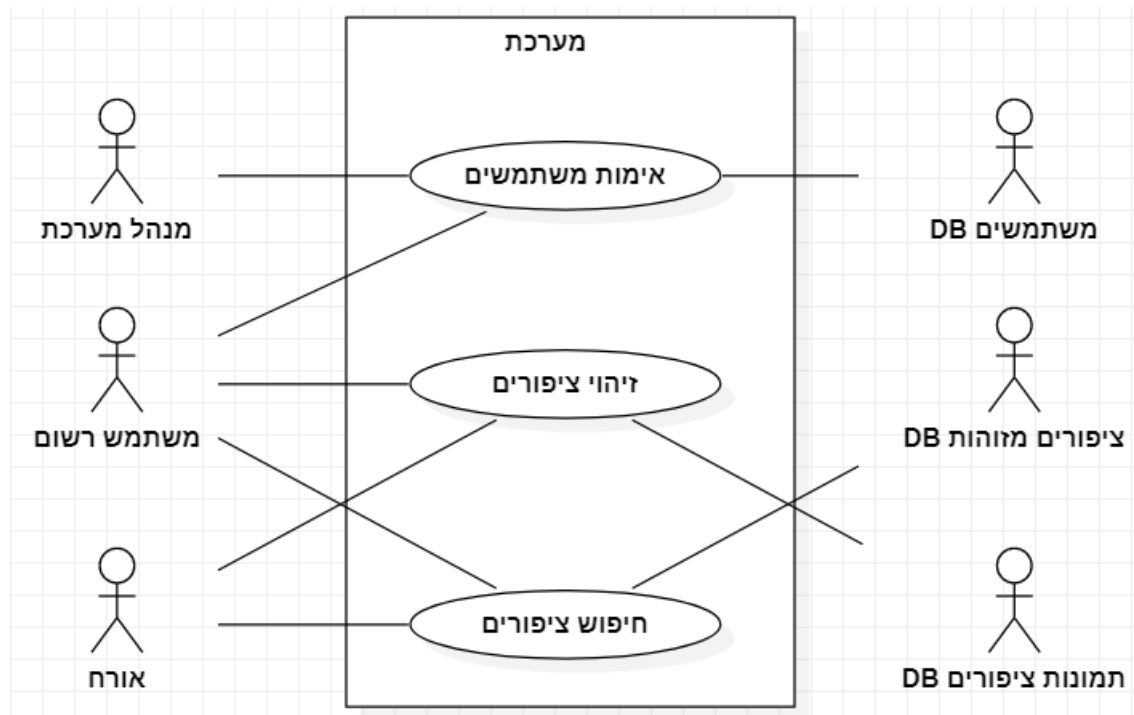 מערכת
אימות משתמשים
מנהל מערכת
משתמשים DB
זיהוי ציפורים
משתמש רשום
ציפורים מזוהות DB
חיפוש ציפורים
אורח
תמונות ציפורים DB